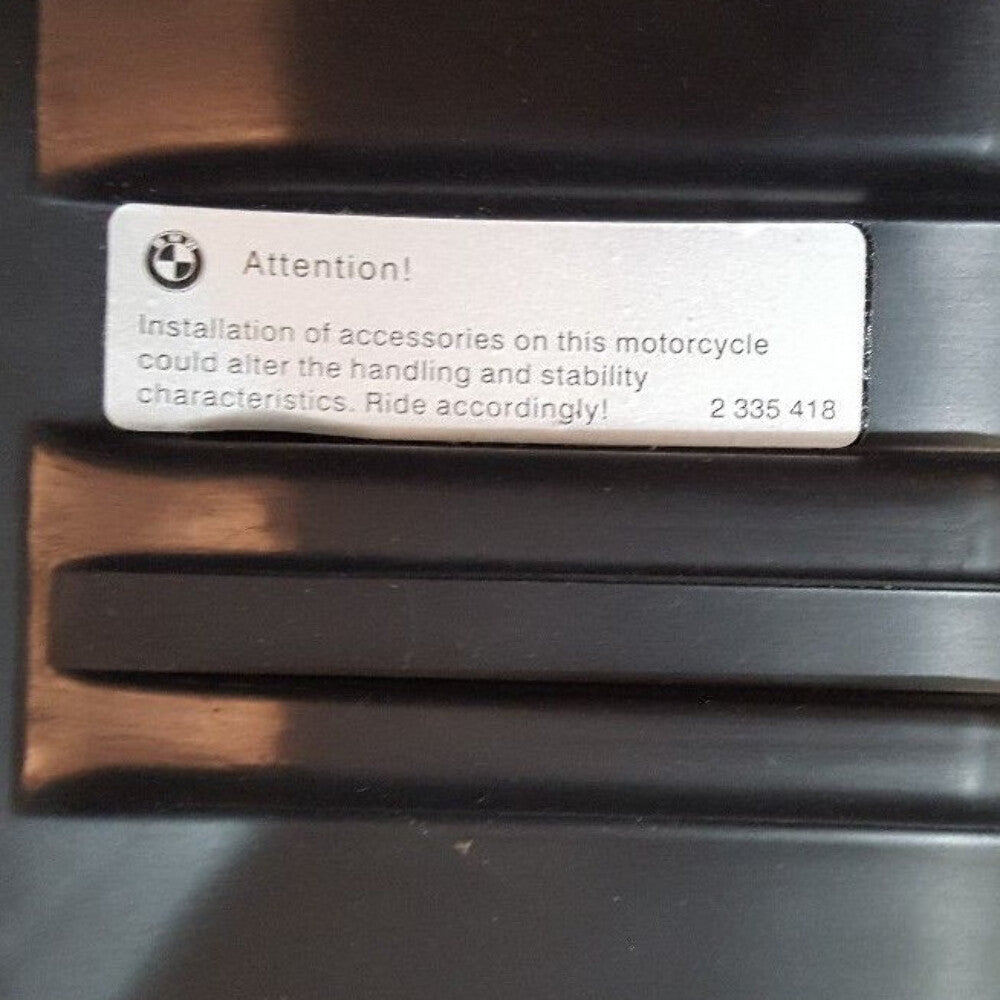 Attention!
Installation of accessories on this motorcycle
could alter the handling and stability
characteristics. Ride accordingly!
2 335 418